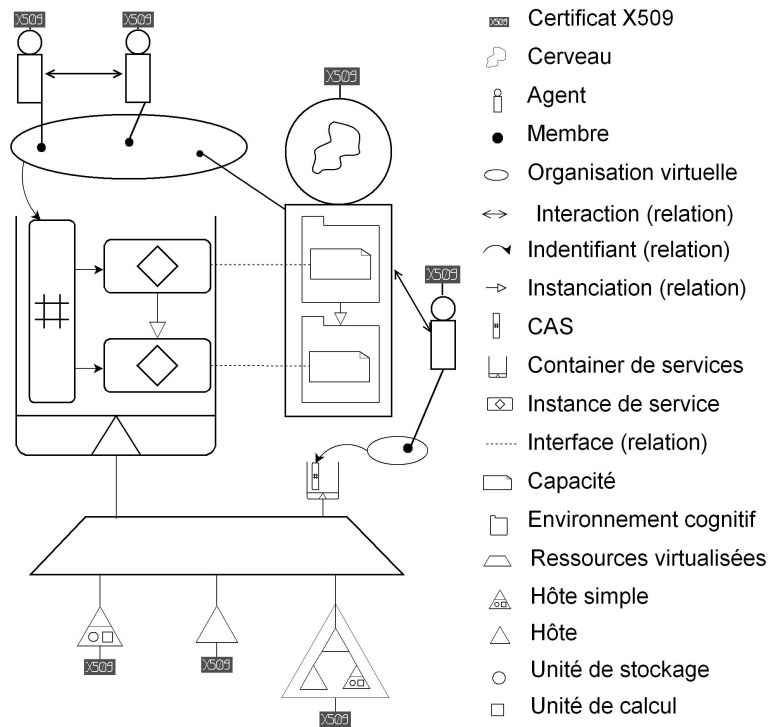 X509
X509
X509
X509
X509
X509
X509
X509 Certificat X509
Cerveau
Agent
Membre
Organisation virtuelle
Interaction (relation)
Indentifiant (relation)
Instanciation (relation)
CAS
Container de services
Instance de service
Interface (relation)
Capacité
Environnement cognitif
Ressources virtualisées
Hôte simple
Hôte
Unité de stockage
Unité de calcul